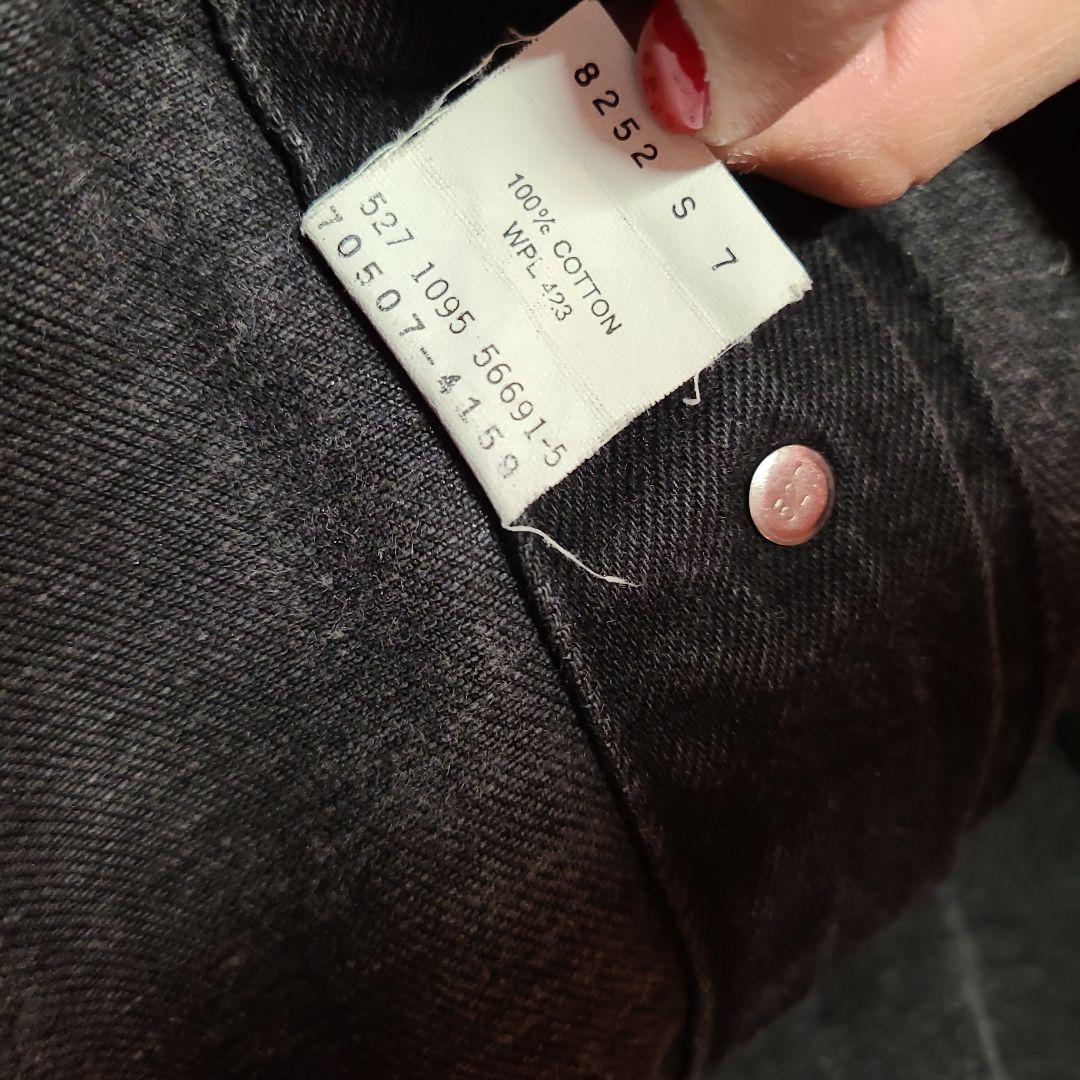 8252 S 7
100% COTTON
WPL 423
527 1095 56691-5
70507-4159